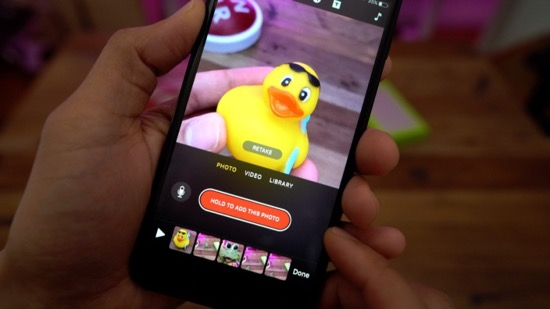 RETAKE
PHOTO VIDEO LIBRARY
HOLD TO ADD THIS PHOTO
Done